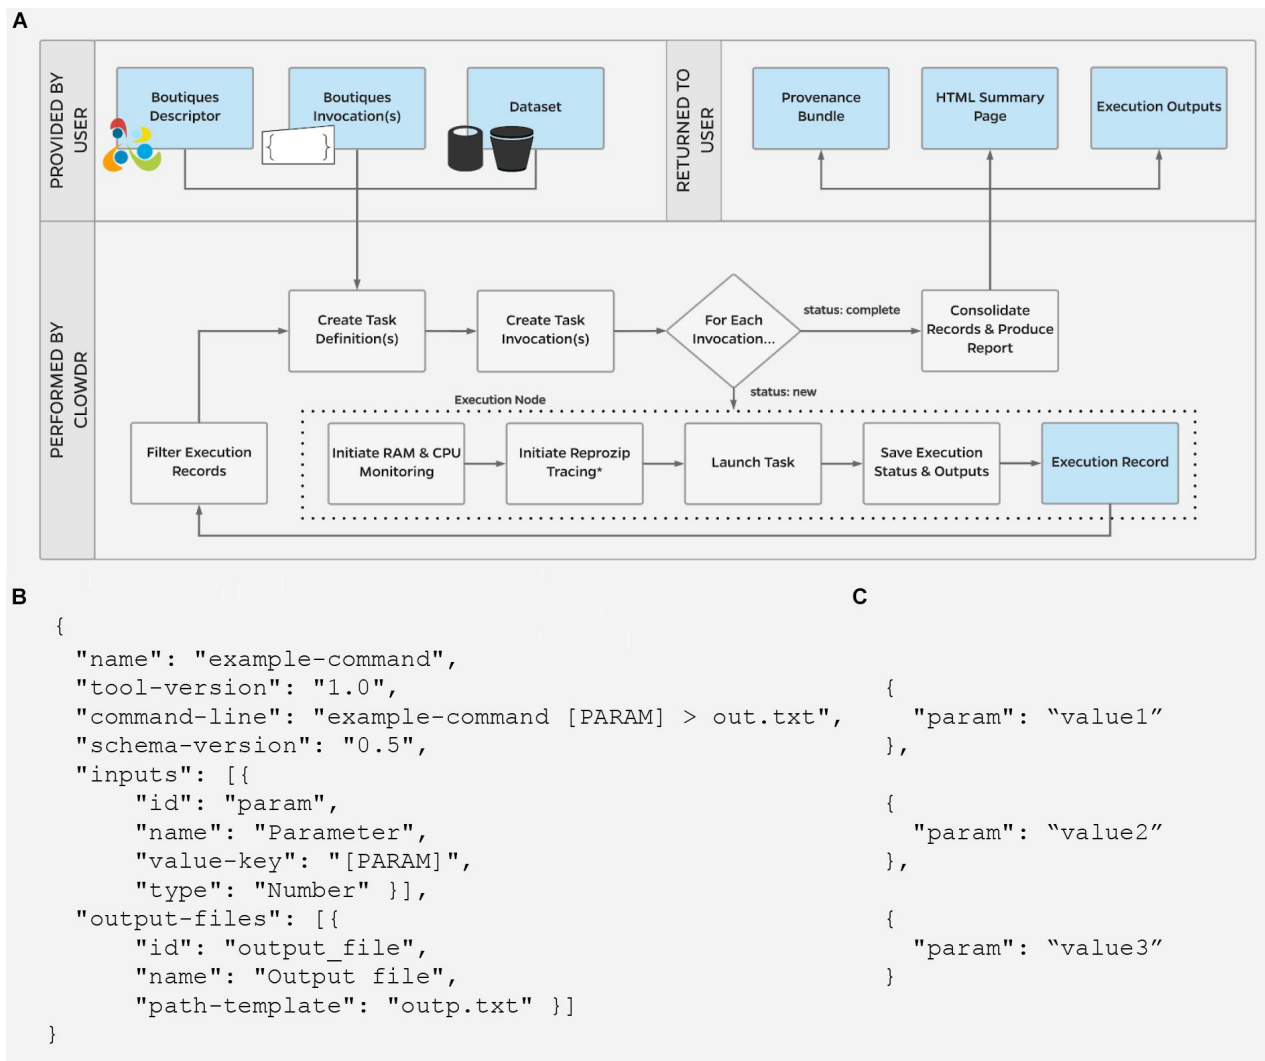 A
PROVIDED BY
USER
Boutiques
Descriptor
Boutiques
Invocation(s)
{ }
Dataset
RETURNED TO
USER
Provenance
Bundle
HTML Summary
Page
Execution Outputs
PERFORMED BY
CLOWDR
Create Task
Definition(s)
Create Task
Invocation(s)
For Each
Invocation...
status: complete
Consolidate
Records & Produce
Report
status: new
Execution Node
Filter Execution
Records
Initiate RAM & CPU
Monitoring
Initiate Reprozip
Tracing*
Launch Task
Save Execution
Status & Outputs
Execution Record
B
{
"name": "example-command",
"tool-version": "1.0",
"command-line": "example-command [PARAM] > out.txt",
"schema-version": "0.5",
"inputs": [{
"id": "param",
"name": "Parameter",
"value-key": "[PARAM]",
"type": "Number" }],
"output-files": [{
"id": "output_file",
"name": "Output file",
"path-template": "outp.txt" }]
}
C
{
"param": “value1”
},
{
"param": “value2”
},
{
"param": “value3”
}